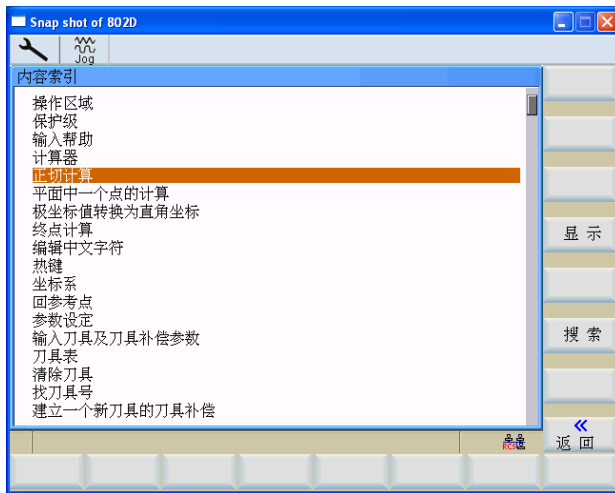 Snap shot of 802D
Jog
内容索引
操作区域
保护级
输入帮助
计算器
正切计算
平面中一个点的计算
极坐标值转换为直角坐标
终点计算
编辑中文字符
热键
坐标系
回参考点
参数设定
输入刀具及刀具补偿参数
刀具表
清除刀具
找刀具号
建立一个新刀具的刀具补偿
显示
搜索
《
返回
RCS